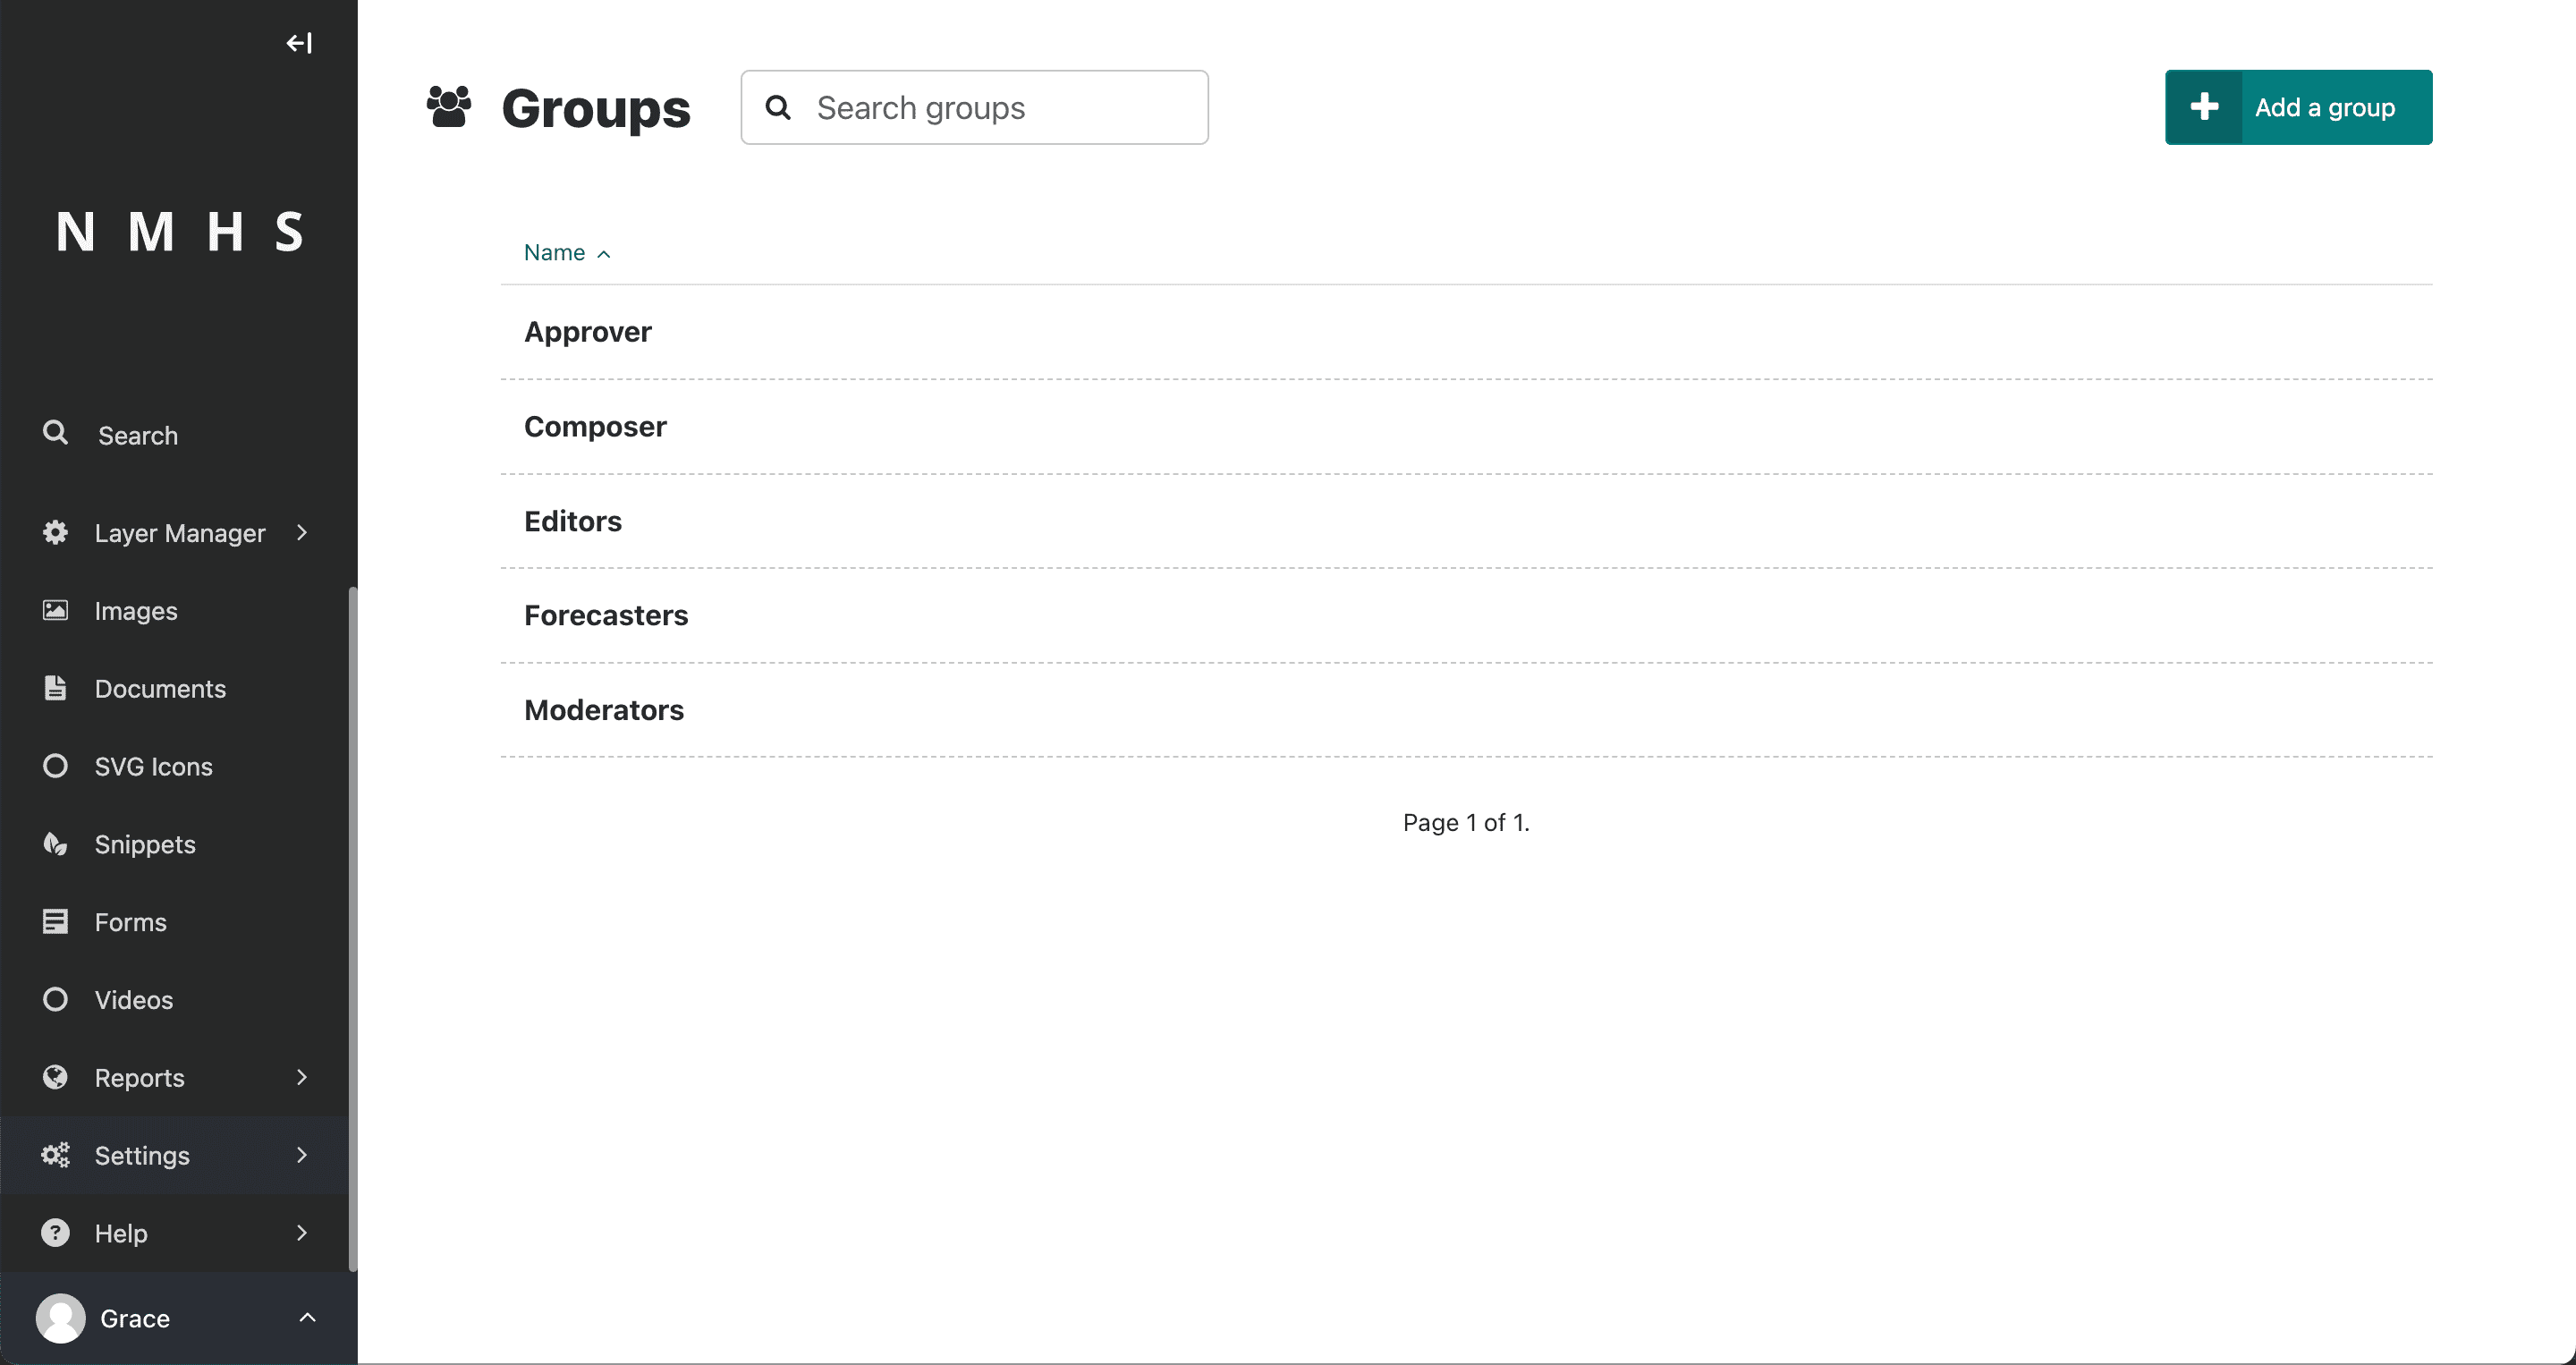 N M H S
Search
Layer Manager
Images
Documents
SVG Icons
Snippets
Forms
Videos
Reports
Settings
Help
Grace
Groups
Search groups
Add a group
Name
Approver
Composer
Editors
Forecasters
Moderators
Page 1 of 1.